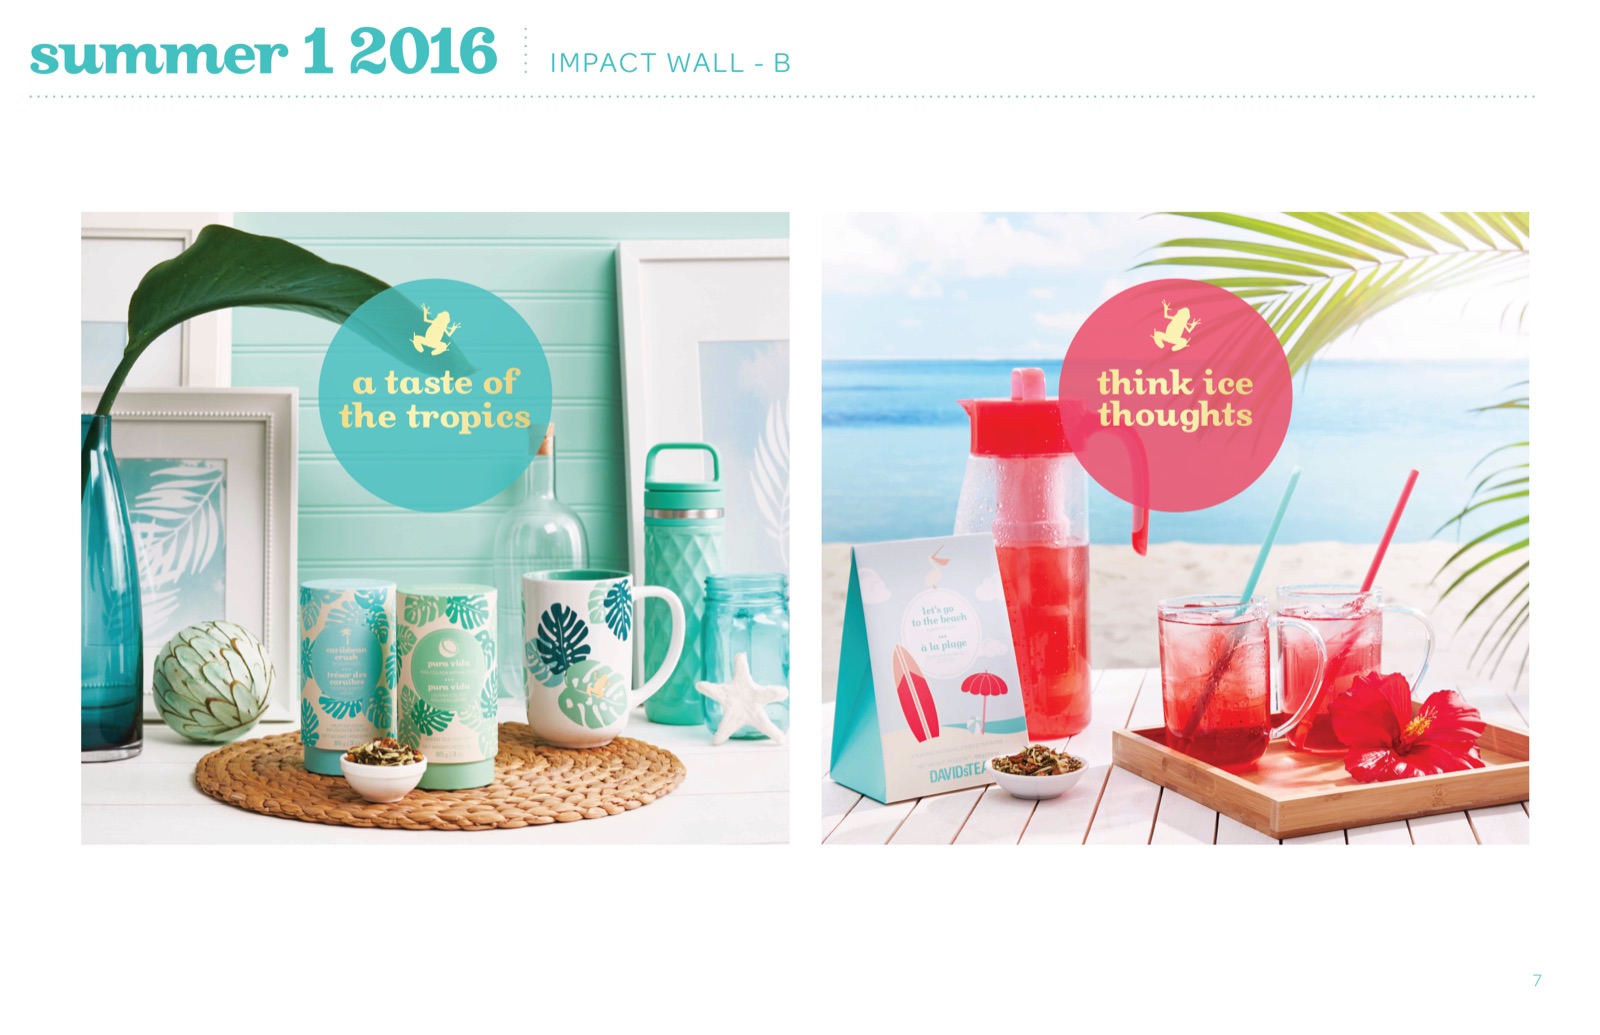 summer 1 2016
IMPACT WALL - B
a taste of
the tropics
think ice
thoughts
caribbean
crush
trésor des
caraïbes
pura vida
pura vida
let's go
to the beach
à la plage
DAVIDsTEA
7